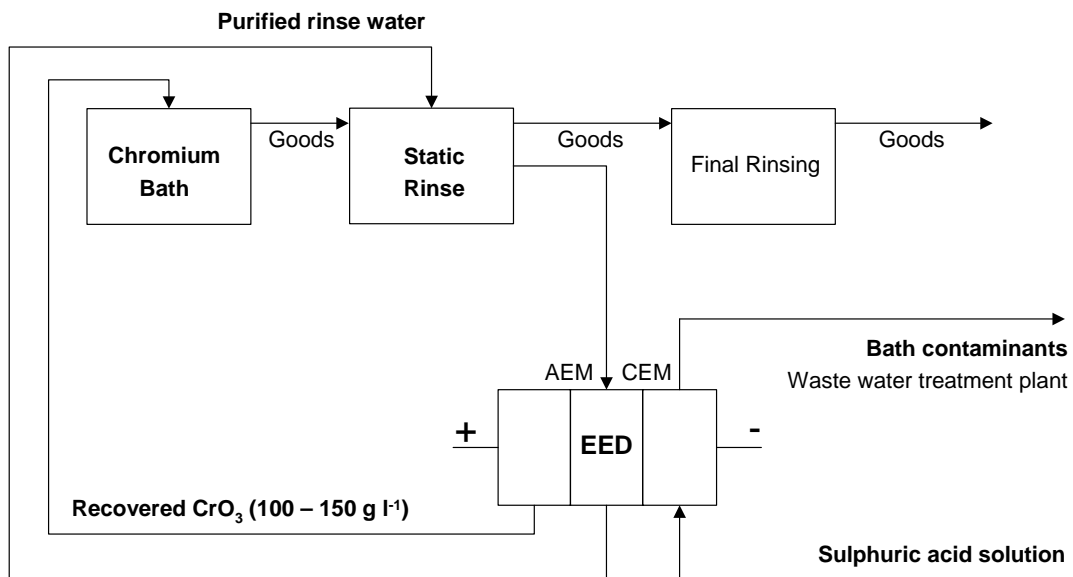 Purified rinse water
Chromium
Bath
Goods
Static
Rinse
Goods
Final Rinsing
Goods
Bath contaminants
Waste water treatment plant
AEM
CEM
+
EED
-
Recovered CrO₃ (100 – 150 g l⁻¹)
Sulphuric acid solution